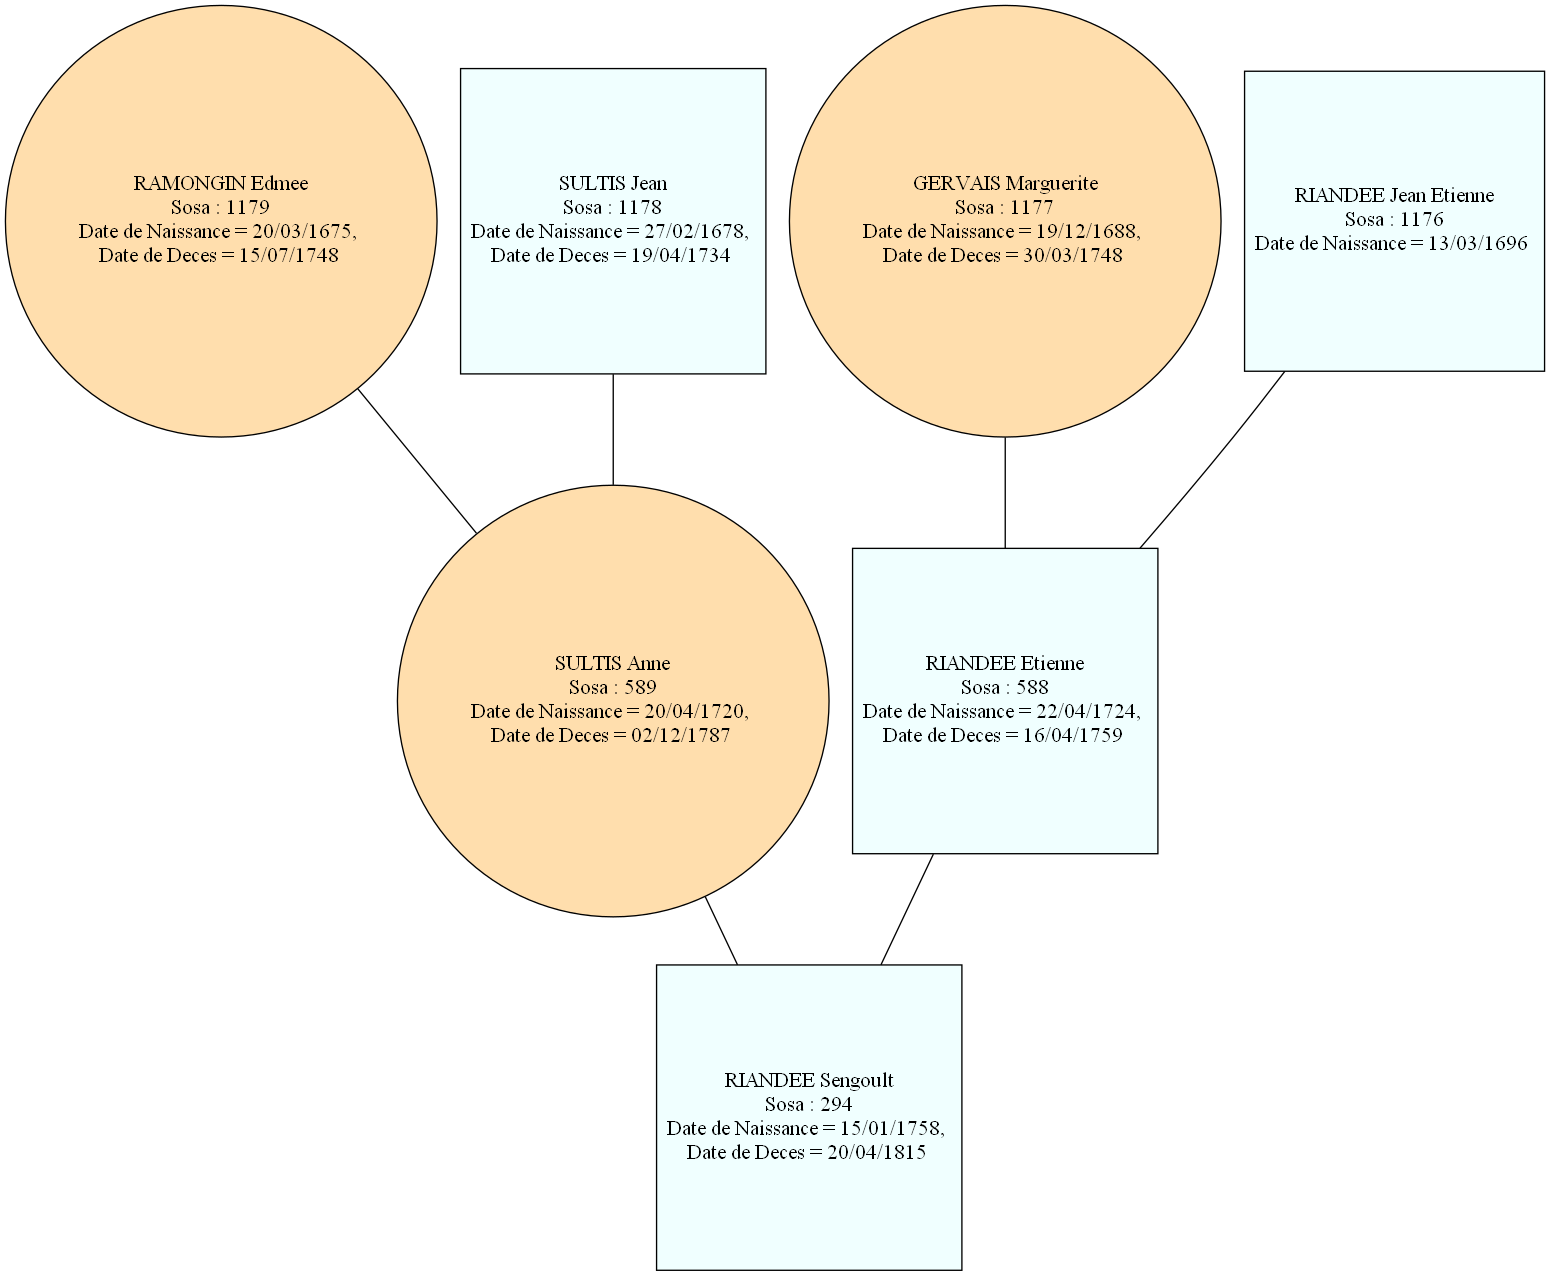 RAMONGIN Edmee
Sosa : 1179
Date de Naissance = 20/03/1675,
Date de Deces = 15/07/1748
SULTIS Jean
Sosa : 1178
Date de Naissance = 27/02/1678,
Date de Deces = 19/04/1734
GERVAIS Marguerite
Sosa : 1177
Date de Naissance = 19/12/1688,
Date de Deces = 30/03/1748
RIANDEE Jean Etienne
Sosa : 1176
Date de Naissance = 13/03/1696
SULTIS Anne
Sosa : 589
Date de Naissance = 20/04/1720,
Date de Deces = 02/12/1787
RIANDEE Etienne
Sosa : 588
Date de Naissance = 22/04/1724,
Date de Deces = 16/04/1759
RIANDEE Sengoult
Sosa : 294
Date de Naissance = 15/01/1758,
Date de Deces = 20/04/1815